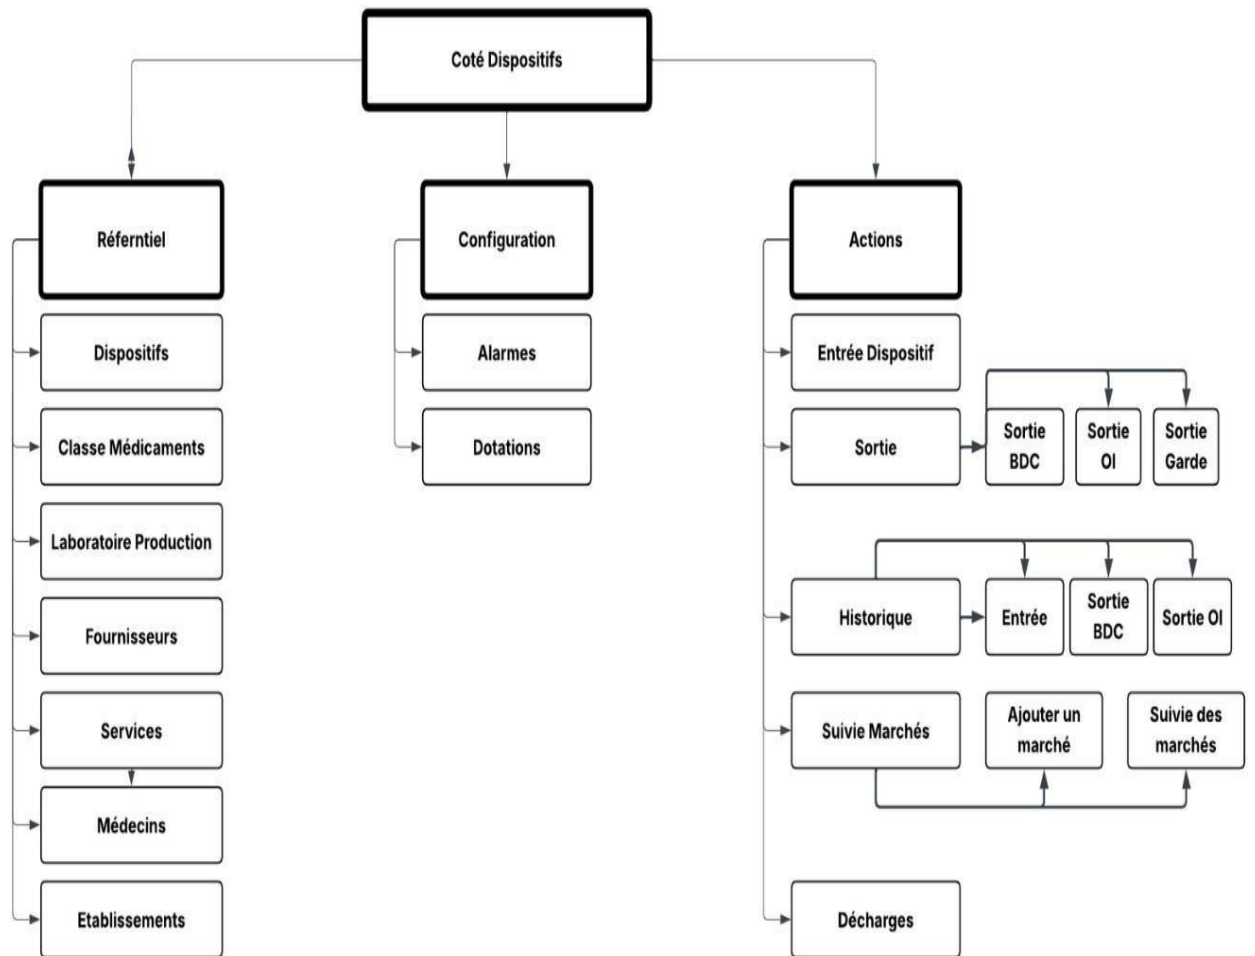 Coté Dispositifs
Réferntiel
Configuration
Actions
Dispositifs
Alarmes
Entrée Dispositif
Classe Médicaments
Dotations
Sortie
Sortie
BDC
Sortie
OI
Sortie
Garde
Laboratoire Production
Fournisseurs
Historique
Entrée
Sortie
BDC
Sortie OI
Services
Suivie Marchés
Ajouter un
marché
Suivie des
marchés
Médecins
Etablissements
Décharges